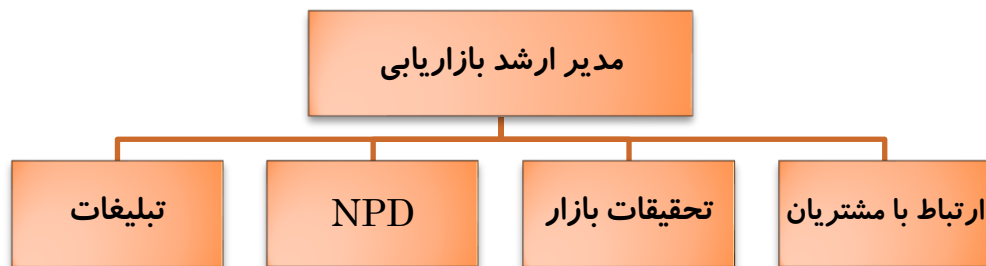 مدیر ارشد بازاریابی
ارتباط با مشتریان
تحقیقات بازار
NPD
تبلیغات